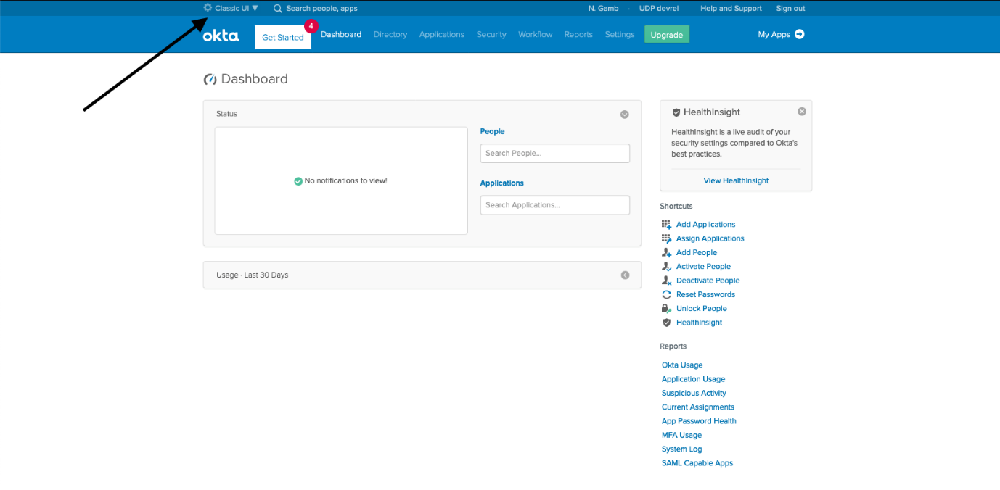 Classic UI ▼ Search people, apps N. Gamb · UDP devrel Help and Support Sign out
okta Get Started 4 Dashboard Directory Applications Security Workflow Reports Settings Upgrade My Apps
Dashboard
Status
No notifications to view!
People
Search People...
Applications
Search Applications...
Usage · Last 30 Days
HealthInsight
HealthInsight is a live audit of your
security settings compared to Okta's
best practices.
View HealthInsight
Shortcuts
Add Applications
Assign Applications
Add People
Activate People
Deactivate People
Reset Passwords
Unlock People
HealthInsight
Reports
Okta Usage
Application Usage
Suspicious Activity
Current Assignments
App Password Health
MFA Usage
System Log
SAML Capable Apps